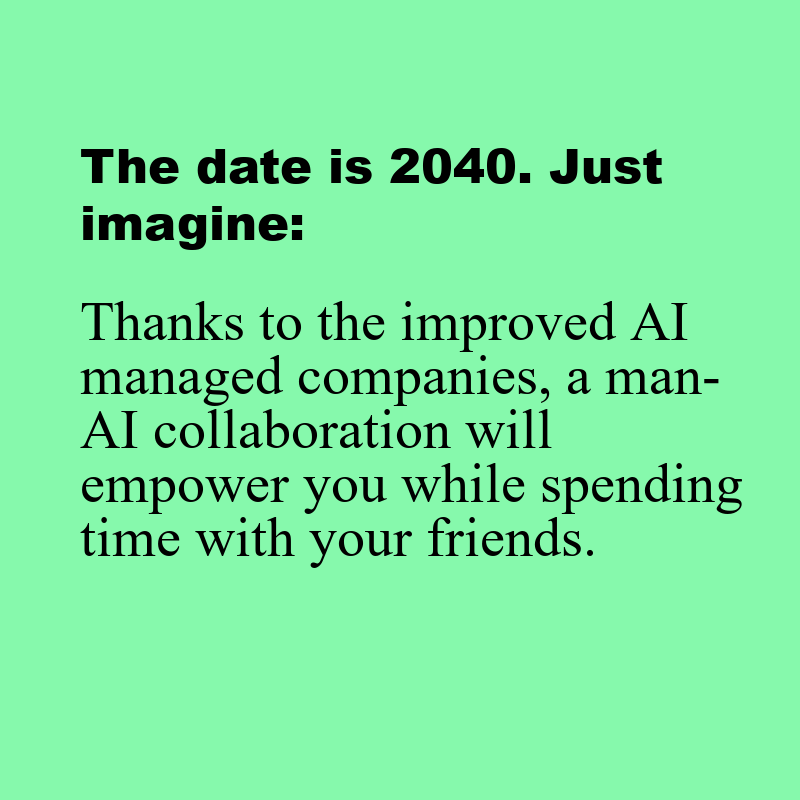 The date is 2040. Just
imagine:
Thanks to the improved AI
managed companies, a man-
AI collaboration will
empower you while spending
time with your friends.